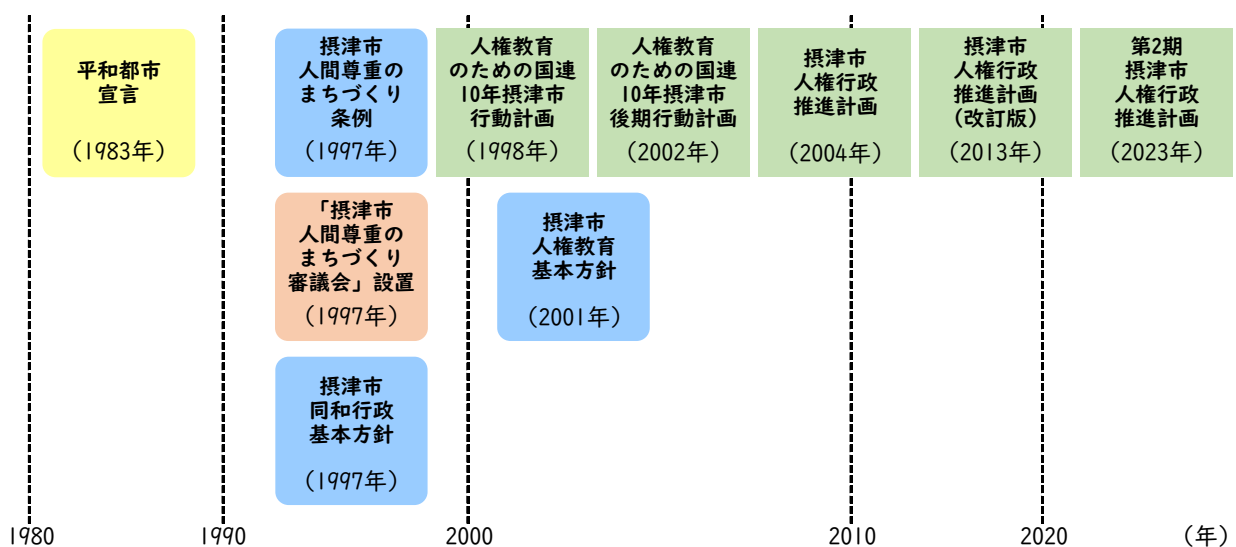 平和都市
宣言
（1983年）
摂津市
人間尊重の
まちづくり
条例
（1997年）
人権教育
のための国連
10年摂津市
行動計画
（1998年）
人権教育
のための国連
10年摂津市
後期行動計画
（2002年）
摂津市
人権行政
推進計画
（2004年）
摂津市
人権行政
推進計画
（改訂版）
（2013年）
第2期
摂津市
人権行政
推進計画
（2023年）
「摂津市
人間尊重の
まちづくり
審議会」設置
（1997年）
摂津市
人権教育
基本方針
（2001年）
摂津市
同和行政
基本方針
（1997年）
1980
1990
2000
2010
2020
（年）